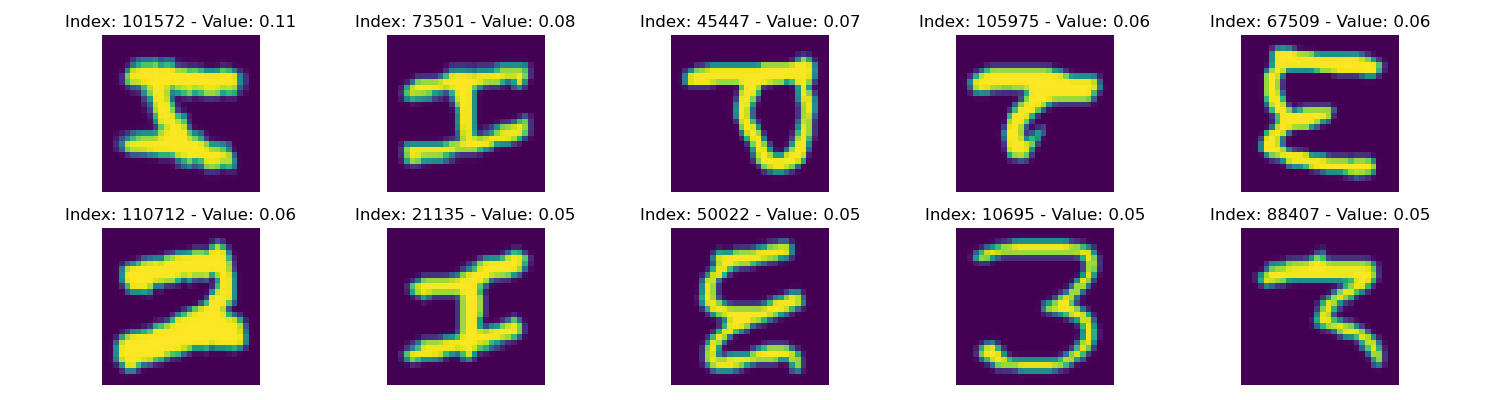 Index: 101572 - Value: 0.11 Index: 73501 - Value: 0.08 Index: 45447 - Value: 0.07 Index: 105975 - Value: 0.06 Index: 67509 - Value: 0.06
I I E
Index: 110712 - Value: 0.06 Index: 21135 - Value: 0.05 Index: 50022 - Value: 0.05 Index: 10695 - Value: 0.05 Index: 88407 - Value: 0.05
I E 3